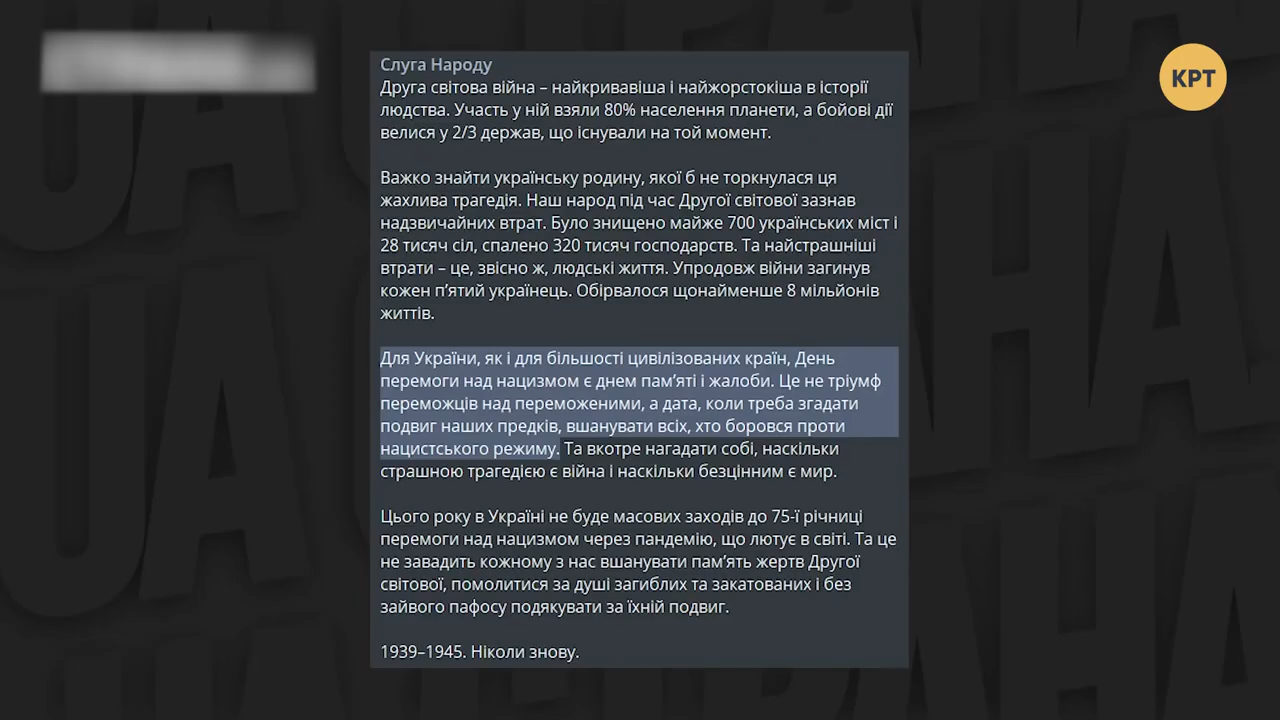 КРТ
Слуга Народу
Друга світова війна – найкривавіша і найжорстокіша в історії
людства. Участь у ній взяли 80% населення планети, а бойові дії
велися у 2/3 держав, що існували на той момент.
Важко знайти українську родину, якої б не торкнулася ця
жахлива трагедія. Наш народ під час Другої світової зазнав
надзвичайних втрат. Було знищено майже 700 українських міст і
28 тисяч сіл, спалено 320 тисяч господарств. Та найстрашніші
втрати – це, звісно ж, людські життя. Упродовж війни загинув
кожен п’ятий українець. Обірвалося щонайменше 8 мільйонів
життів.
Для України, як і для більшості цивілізованих країн, День
перемоги над нацизмом є днем пам’яті і жалоби. Це не тріумф
переможців над переможеними, а дата, коли треба згадати
подвиг наших предків, вшанувати всіх, хто боровся проти
нацистського режиму. Та вкотре нагадати собі, наскільки
страшною трагедією є війна і наскільки безцінним є мир.
Цього року в Україні не буде масових заходів до 75-ї річниці
перемоги над нацизмом через пандемію, що лютує в світі. Та це
не завадить кожному з нас вшанувати пам’ять жертв Другої
світової, помолитися за душі загиблих та закатованих і без
зайвого пафосу подякувати за їхній подвиг.
1939–1945. Ніколи знову.